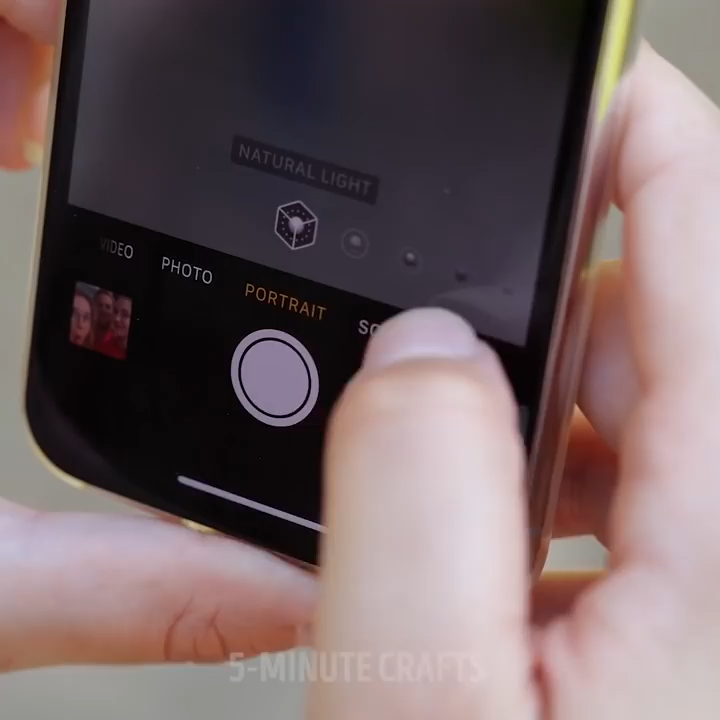 NATURAL LIGHT
VIDEO
PHOTO
PORTRAIT
5-MINUTE CRAFTS